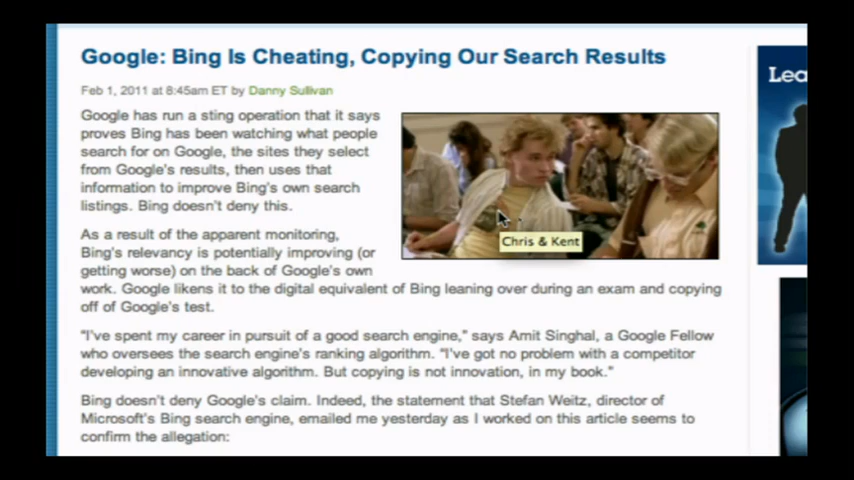 Google: Bing Is Cheating, Copying Our Search Results
Feb 1, 2011 at 8:45am ET by Danny Sullivan
Google has run a sting operation that it says
proves Bing has been watching what people
search for on Google, the sites they select
from Google's results, then uses that
information to improve Bing's own search
listings. Bing doesn't deny this.
Chris & Kent
As a result of the apparent monitoring,
Bing's relevancy is potentially improving (or
getting worse) on the back of Google's own
work. Google likens it to the digital equivalent of Bing leaning over during an exam and copying
off of Google's test.
"I've spent my career in pursuit of a good search engine," says Amit Singhal, a Google Fellow
who oversees the search engine's ranking algorithm. "I've got no problem with a competitor
developing an innovative algorithm. But copying is not innovation, in my book."
Bing doesn't deny Google's claim. Indeed, the statement that Stefan Weitz, director of
Microsoft's Bing search engine, emailed me yesterday as I worked on this article seems to
confirm the allegation: